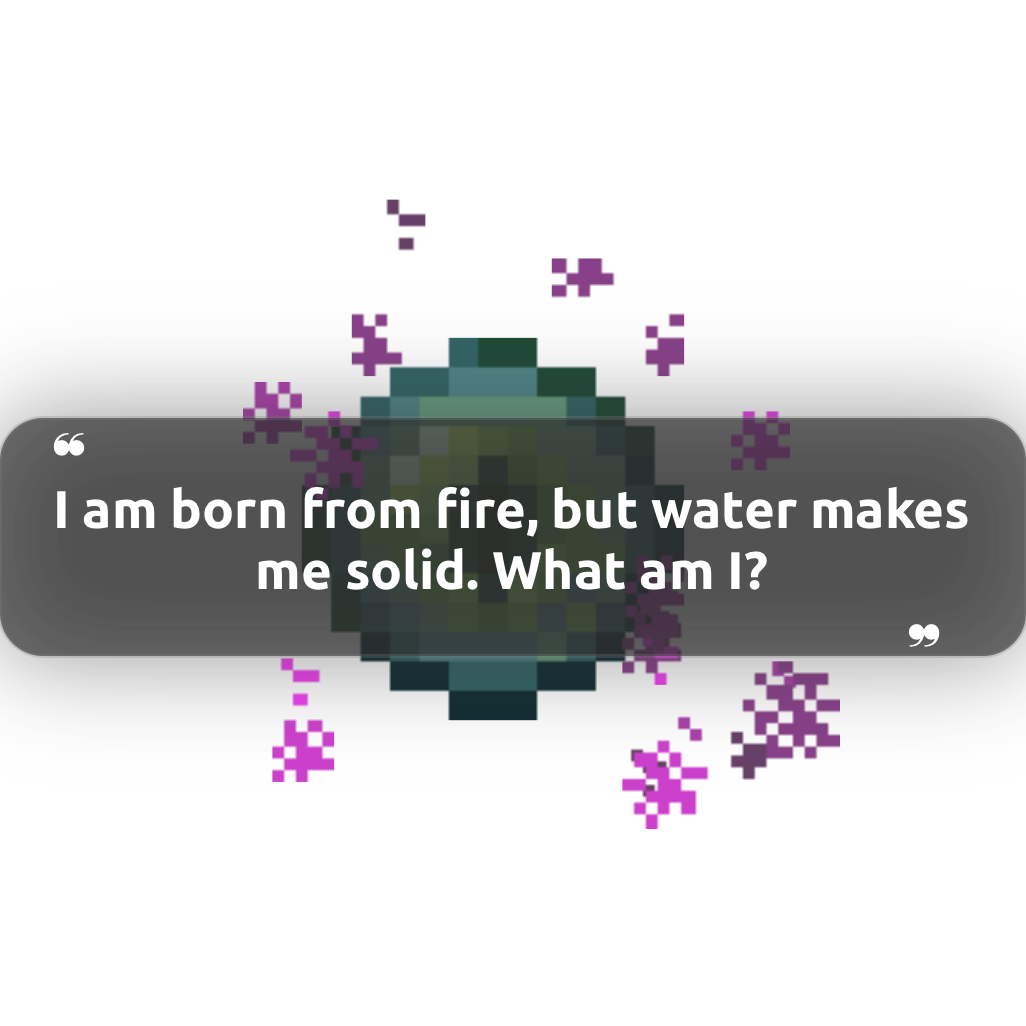 ❝
I am born from fire, but water makes
me solid. What am I?
❞